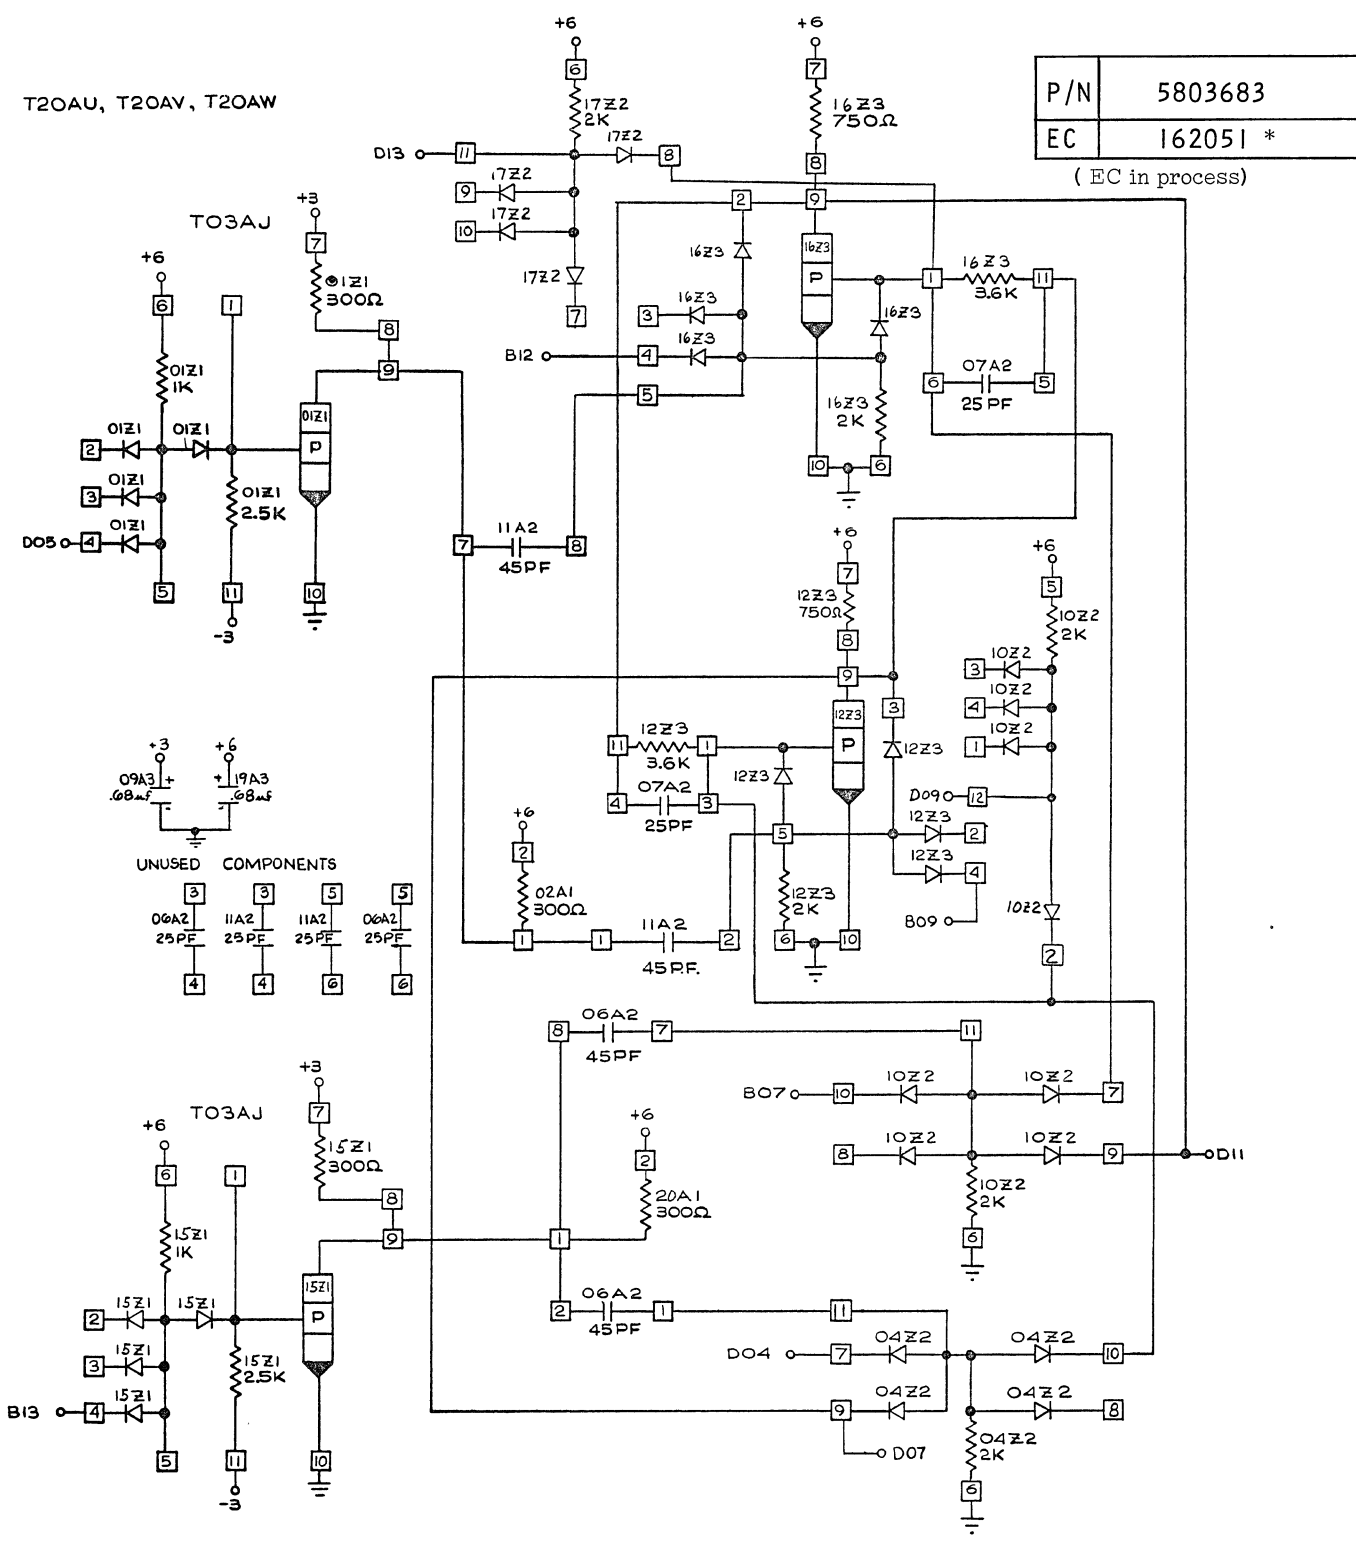 +6
+6
P/N 5803683
EC 162051 *
( EC in process)
T20AU, T20AV, T20AW
6
7
17Z2
2K
16Z3
750Ω
17Z2
D13
11
8
8
9
17Z2
10
17Z2
2
9
T03AJ
+3
7
16Z3
16Z3
P
17Z2
7
1
16Z3
3.6K
11
+6
6
1
1Z1
300Ω
8
9
3
16Z3
16Z3
B12
4
16Z3
5
6
07A2
25PF
5
01Z1
1K
16Z3
2K
01Z1
P
2
01Z1
01Z1
3
01Z1
01Z1
2.5K
10
6
D05
4
01Z1
7
11A2
45PF
8
5
11
10
-3
+6
7
12Z3
750Ω
8
+6
5
10Z2
2K
9
3
10Z2
4
10Z2
1
10Z2
3
12Z3
P
11
12Z3
3.6K
1
12Z3
12Z3
4
07A2
25PF
3
D09
12
+3
+6
09A3
.68uf
+
-
+
19A3
.68uf
-
5
12Z3
2
12Z3
4
+6
2
UNUSED COMPONENTS
3
3
5
5
02A1
300Ω
12Z3
2K
10Z2
B09
06A2
25PF
11A2
25PF
11A2
25PF
06A2
25PF
1
1
11A2
45P.F.
2
6
10
2
4
4
6
6
8
06A2
45PF
7
11
T03AJ
+3
7
B07
10
10Z2
10Z2
7
+6
6
1
15Z1
300Ω
+6
2
8
10Z2
10Z2
9
D11
8
20A1
300Ω
10Z2
2K
15Z1
1K
9
1
6
15Z1
P
2
15Z1
15Z1
2
06A2
45PF
1
11
3
15Z1
15Z1
2.5K
D04
7
04Z2
04Z2
10
B13
4
15Z1
9
04Z2
04Z2
8
5
11
10
D07
04Z2
2K
-3
6